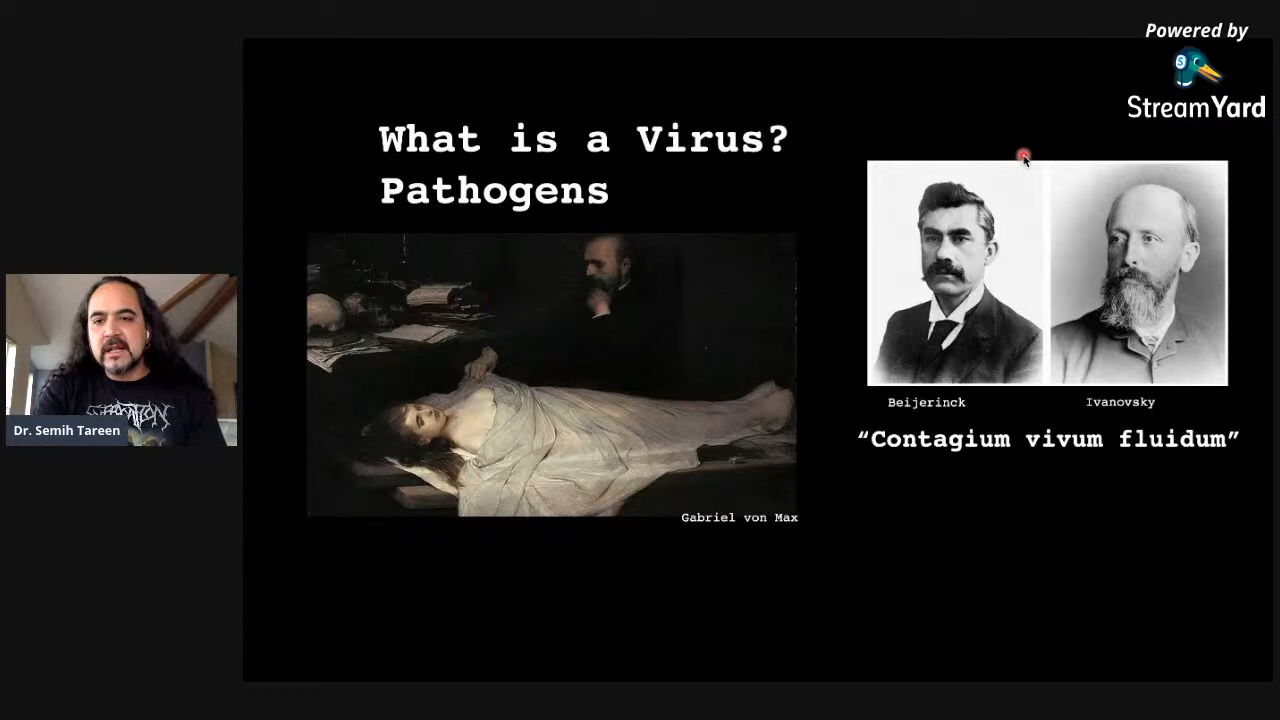 Powered by
StreamYard
What is a Virus?
Pathogens
Gabriel von Max
Beijerinck
Ivanovsky
“Contagium vivum fluidum”
Dr. Semih Tareen